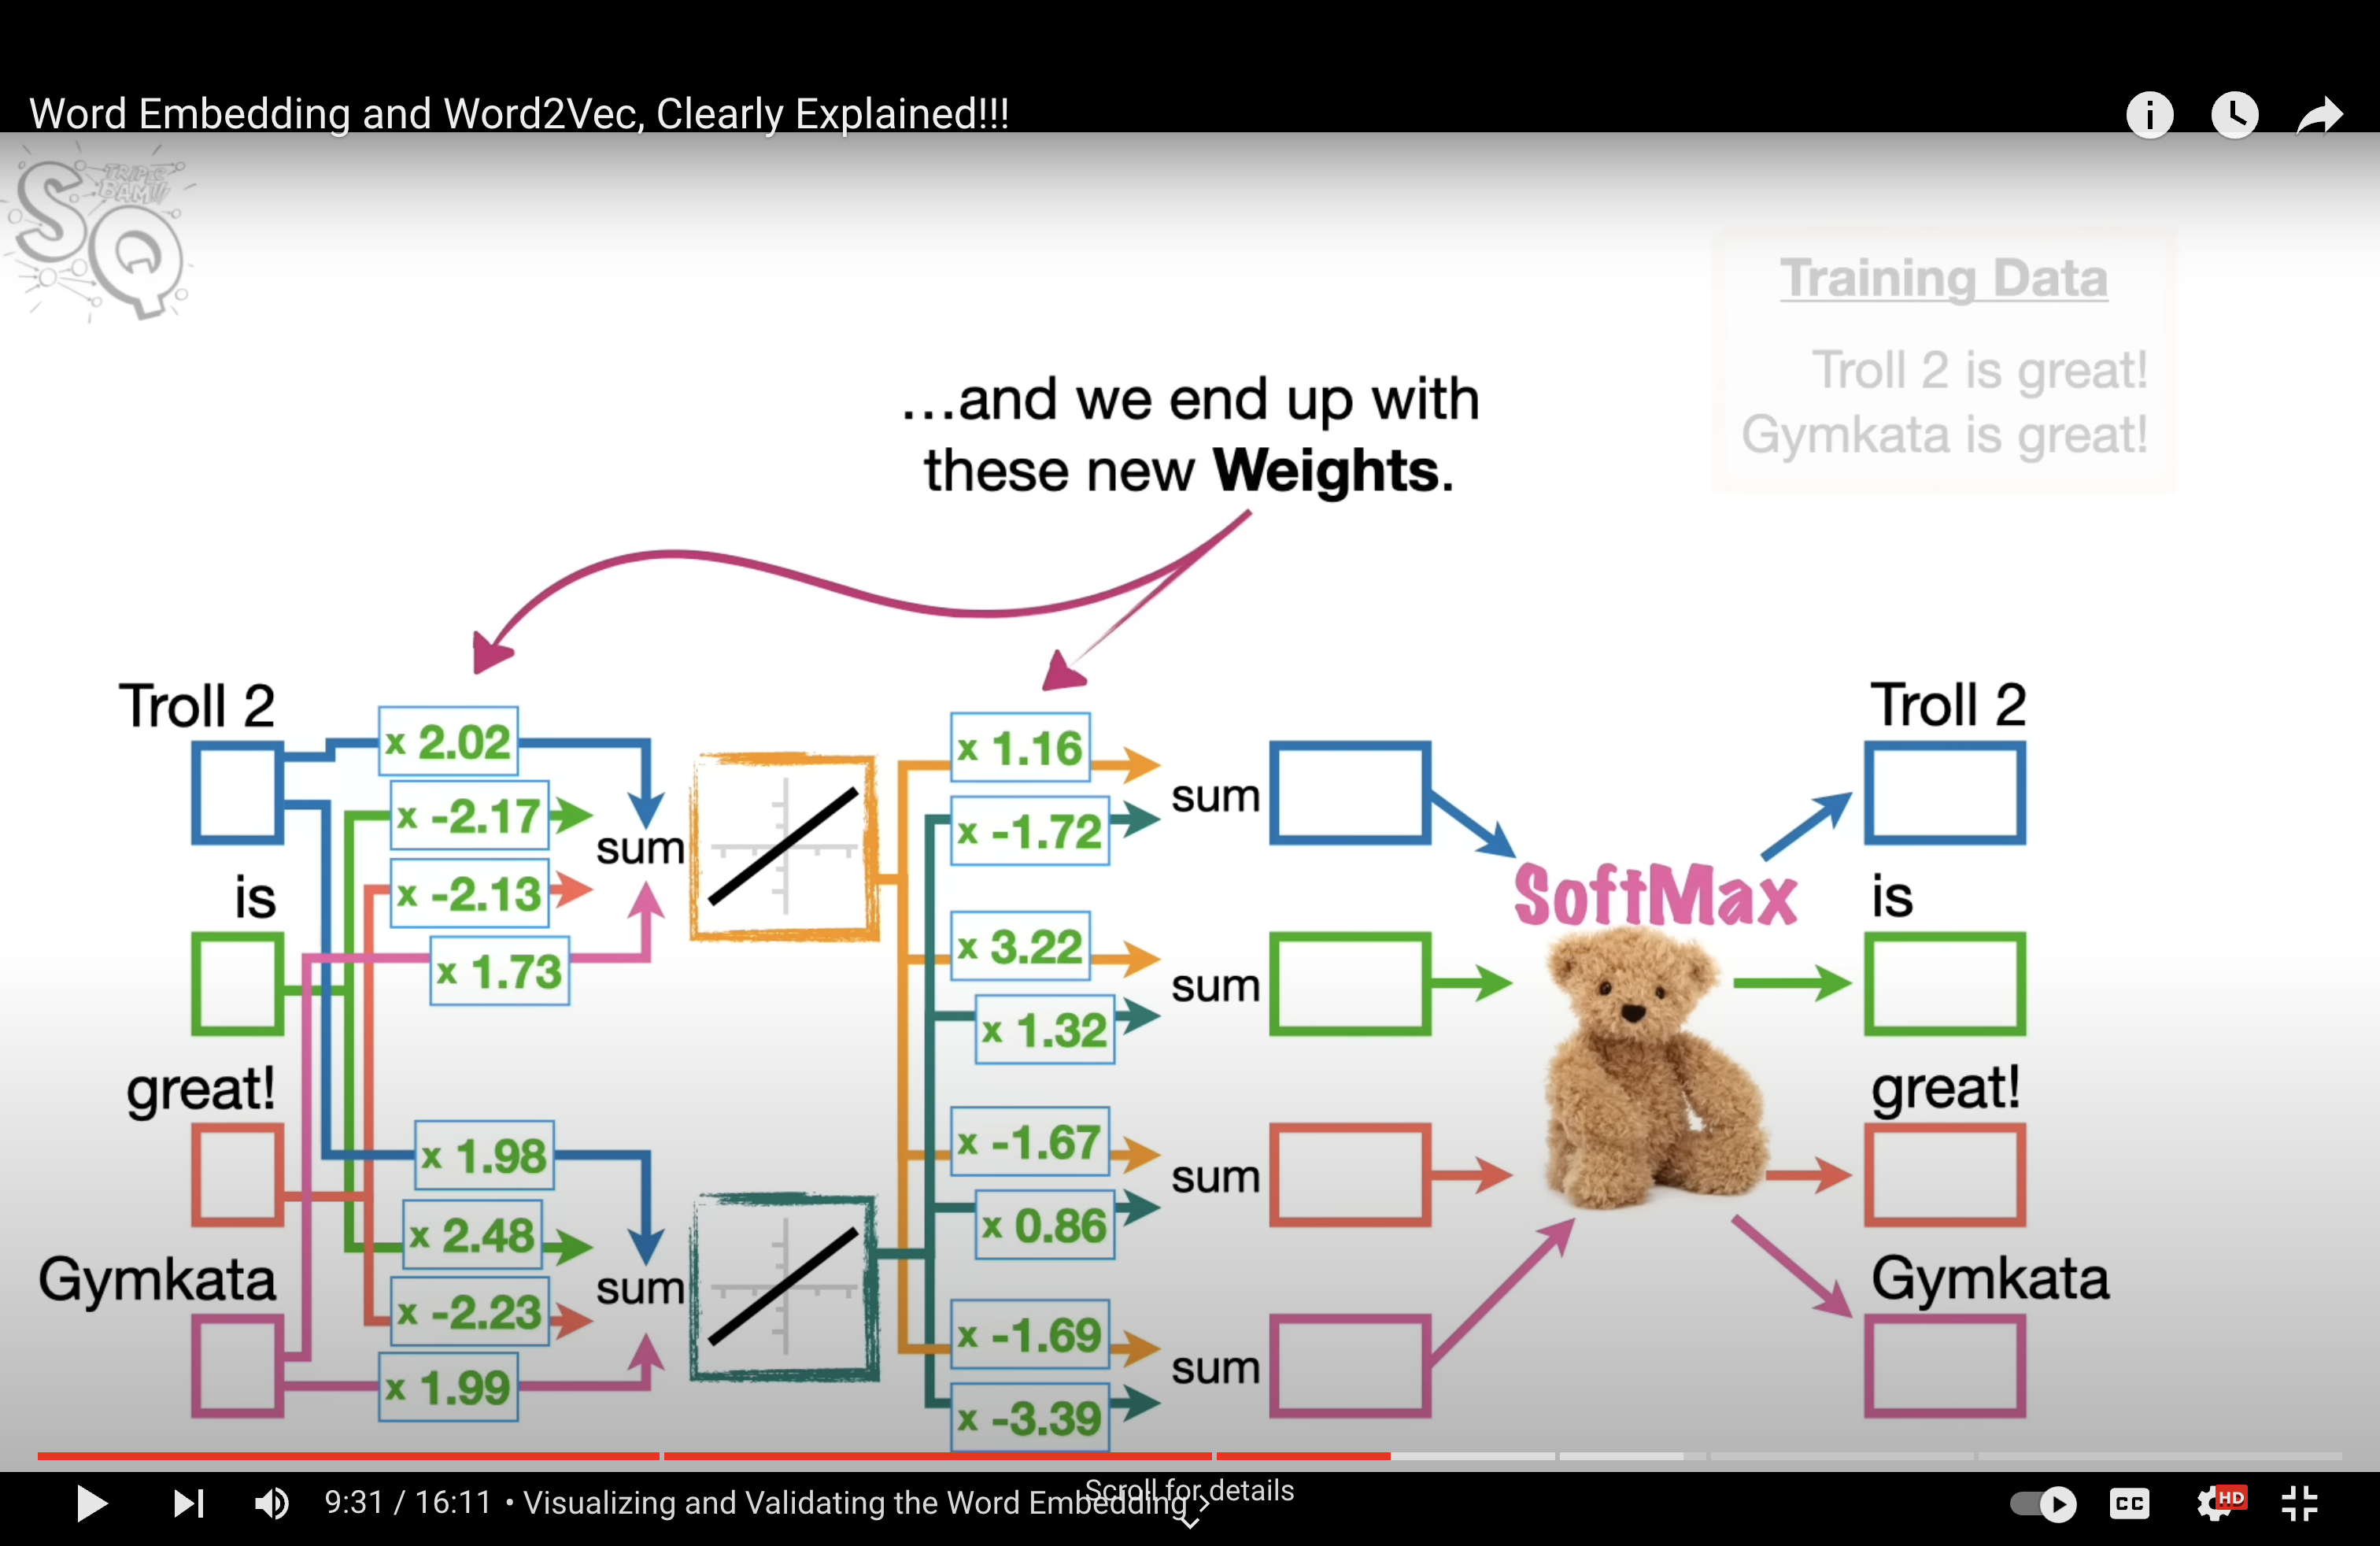 Word Embedding and Word2Vec, Clearly Explained!!!
TRIPLE
BAM!!!
SQ
Training Data
Troll 2 is great!
Gymkata is great!
...and we end up with
these new Weights.
Troll 2
is
great!
Gymkata
x 2.02
x -2.17
x -2.13
x 1.73
sum
x 1.98
x 2.48
x -2.23
x 1.99
sum
x 1.16
x -1.72
sum
x 3.22
x 1.32
sum
x -1.67
x 0.86
sum
x -1.69
x -3.39
sum
SoftMax
Troll 2
is
great!
Gymkata
9:31 / 16:11 • Visualizing and Validating the Word Embedding
Scroll for details
CC
HD